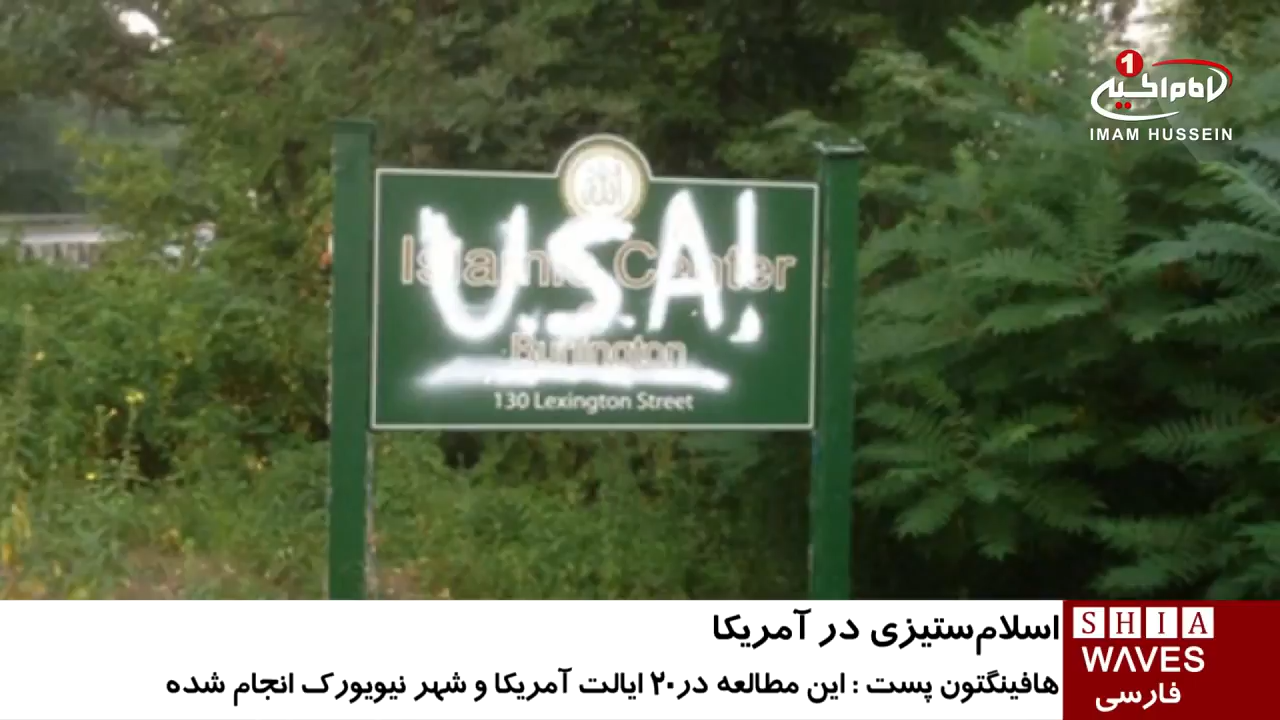 امام حسین
1
IMAM HUSSEIN
الله
Islamic Center
U.S.A!
Burlington
130 Lexington Street
اسلام‌ستیزی در آمریکا
هافینگتون پست : این مطالعه در۲۰ ایالت آمریکا و شهر نیویورک انجام شده
SHIA
WAVES
فارسی